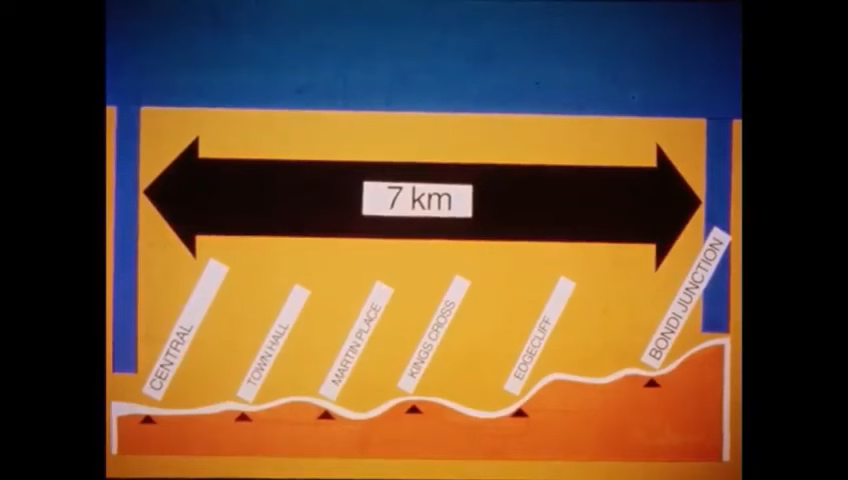 7 km
CENTRAL
TOWN HALL
MARTIN PLACE
KINGS CROSS
EDGECLIFF
BONDI JUNCTION